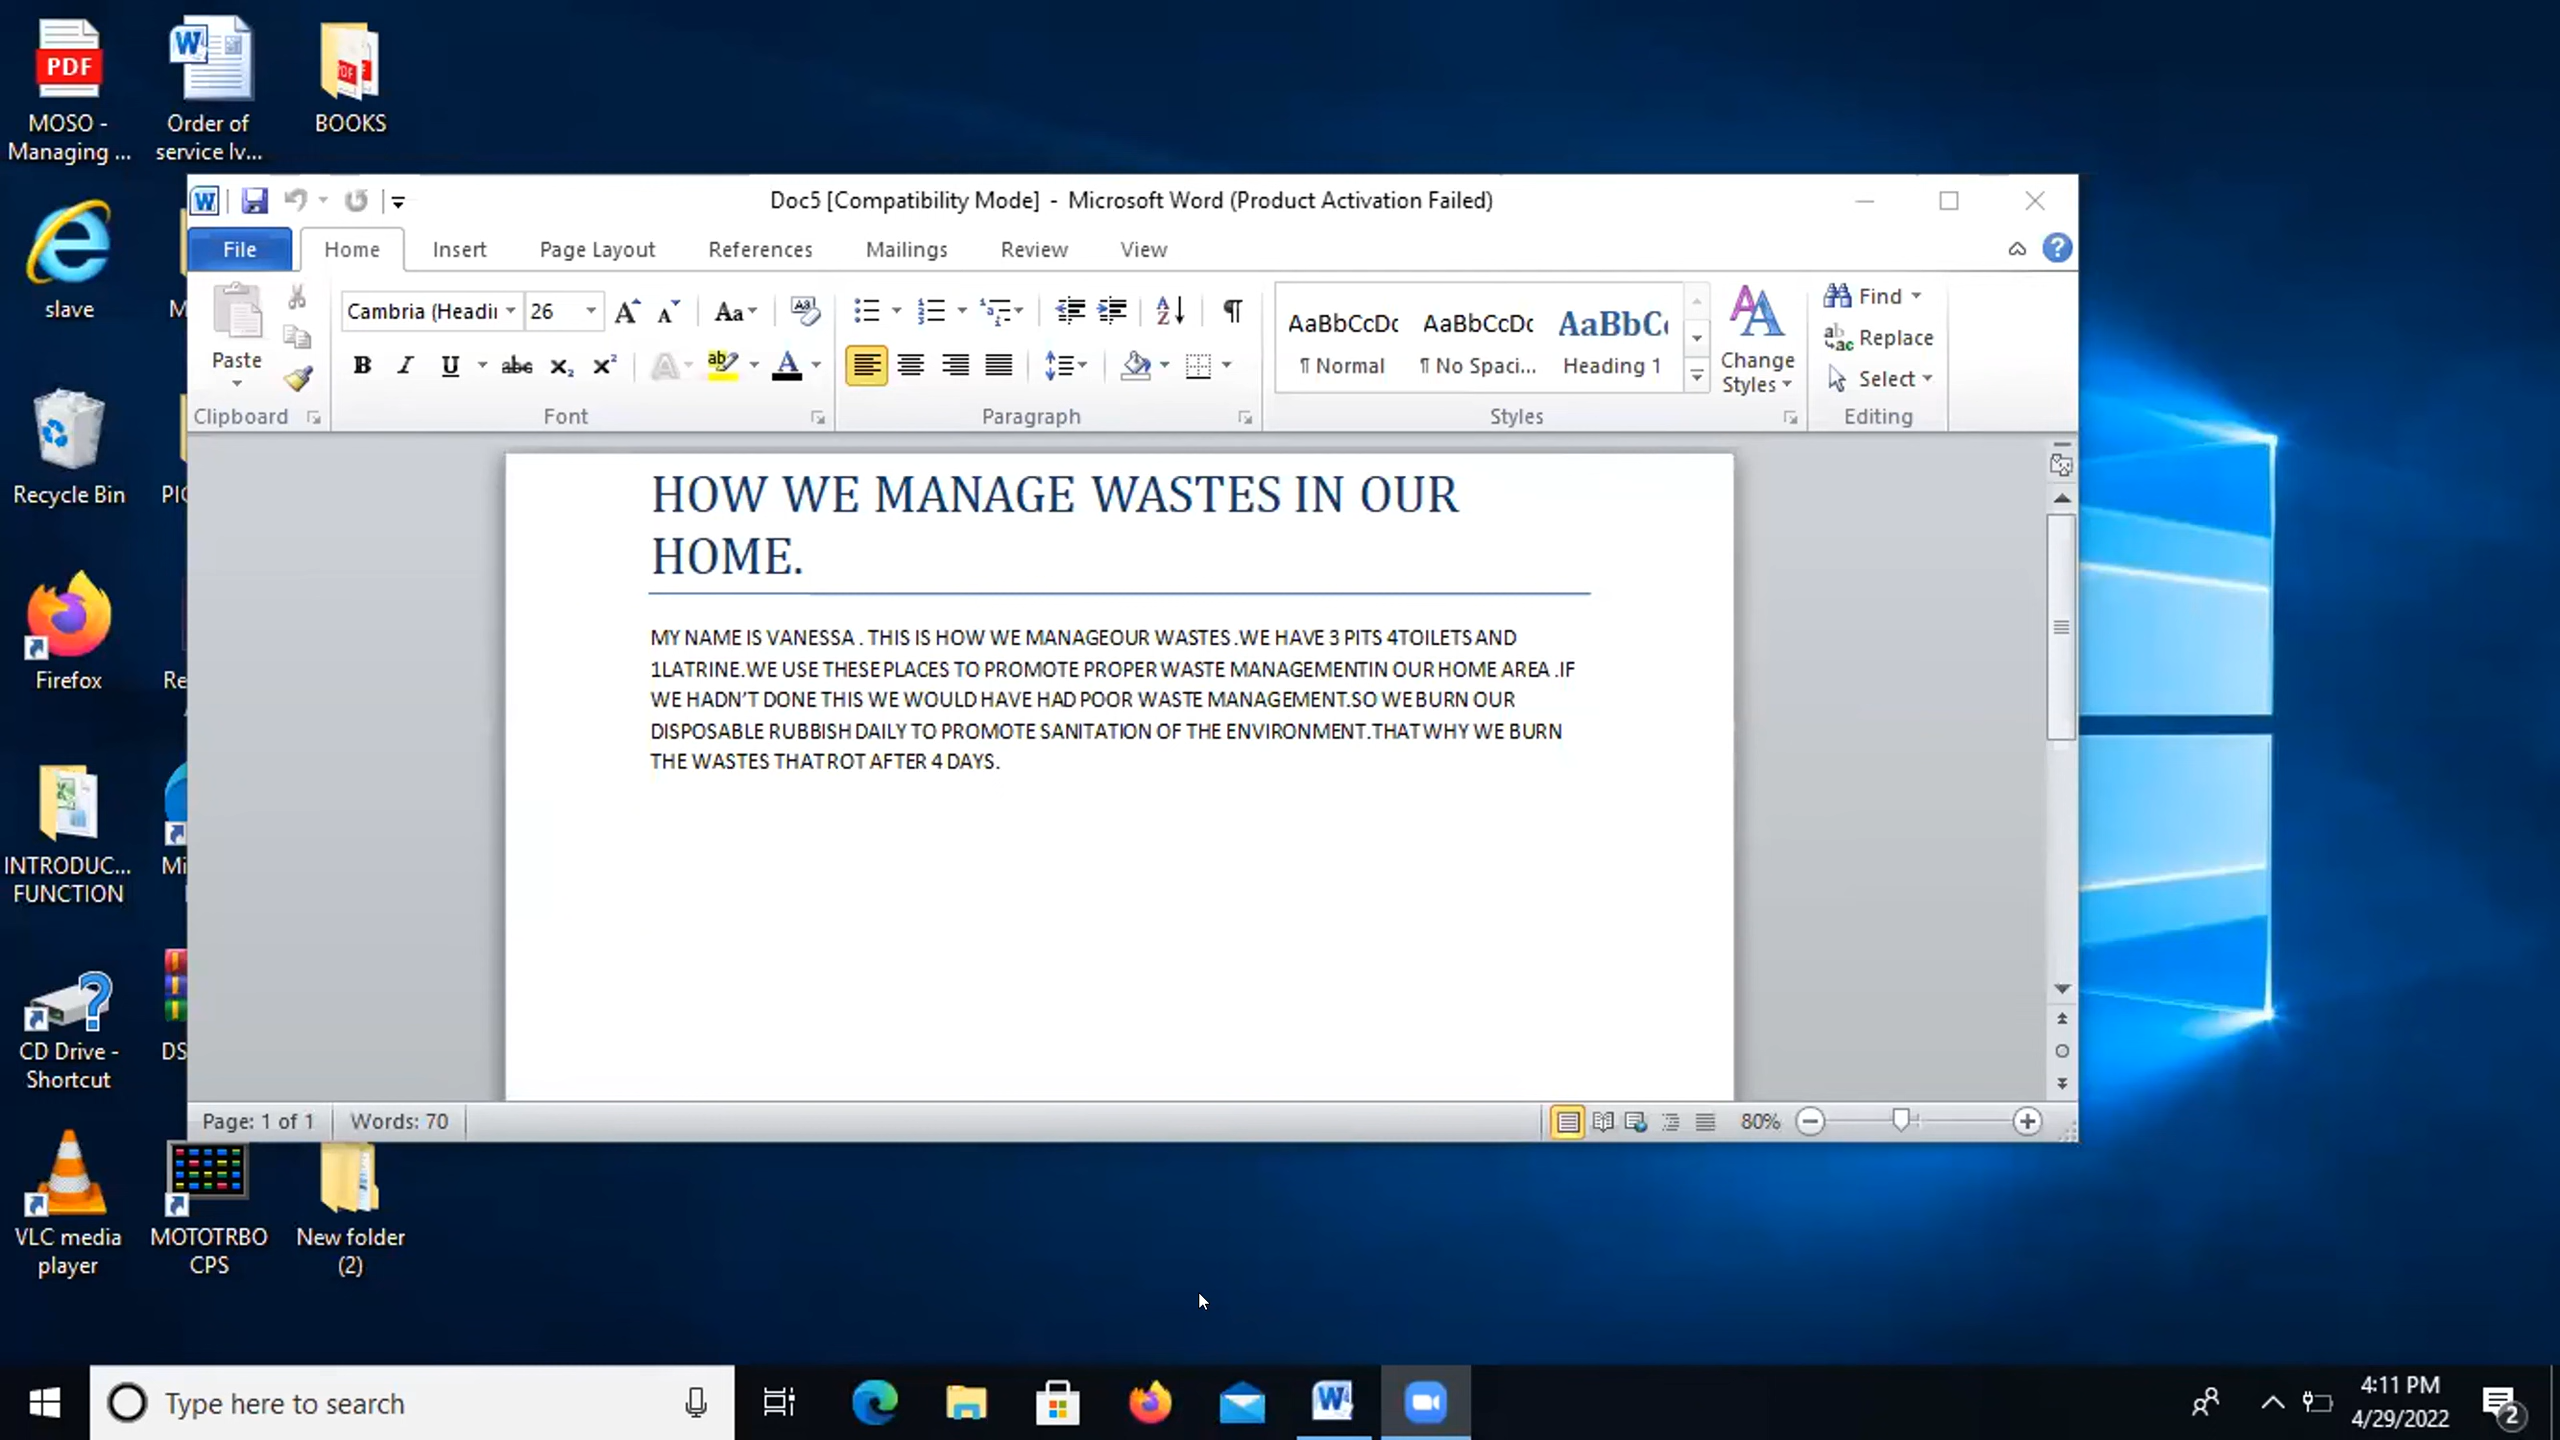 PDF
MOSO -
Managing ...
Order of
service lv...
BOOKS
slave
Recycle Bin
Firefox
INTRODUC...
FUNCTION
CD Drive -
Shortcut
VLC media
player
MOTOTRBO
CPS
New folder
(2)
Doc5 [Compatibility Mode] - Microsoft Word (Product Activation Failed)
File Home Insert Page Layout References Mailings Review View
Paste
Clipboard
Cambria (Headi 26
Font
Paragraph
AaBbCcDc AaBbCcDc AaBbC
¶ Normal ¶ No Spaci... Heading 1
Change
Styles
Styles
Find
Replace
Select
Editing
HOW WE MANAGE WASTES IN OUR
HOME.
MY NAME IS VANESSA . THIS IS HOW WE MANAGEOUR WASTES .WE HAVE 3 PITS 4TOILETS AND
1LATRINE.WE USE THESE PLACES TO PROMOTE PROPER WASTE MANAGEMENTIN OUR HOME AREA .IF
WE HADN'T DONE THIS WE WOULD HAVE HAD POOR WASTE MANAGEMENT.SO WE BURN OUR
DISPOSABLE RUBBISH DAILY TO PROMOTE SANITATION OF THE ENVIRONMENT.THAT WHY WE BURN
THE WASTES THAT ROT AFTER 4 DAYS.
Page: 1 of 1 Words: 70 80%
Type here to search
4:11 PM
4/29/2022
2